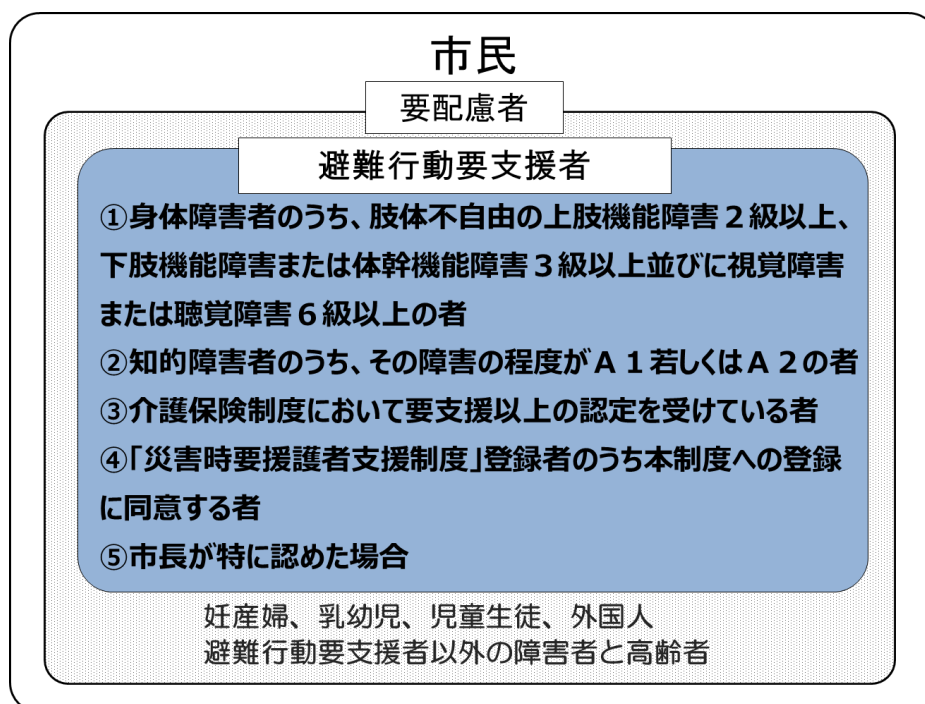 市民
要配慮者
避難行動要支援者
①身体障害者のうち、肢体不自由の上肢機能障害２級以上、
下肢機能障害または体幹機能障害３級以上並びに視覚障害
または聴覚障害６級以上の者
②知的障害者のうち、その障害の程度がＡ１若しくはＡ２の者
③介護保険制度において要支援以上の認定を受けている者
④「災害時要援護者支援制度」登録者のうち本制度への登録
に同意する者
⑤市長が特に認めた場合
妊産婦、乳幼児、児童生徒、外国人
避難行動要支援者以外の障害者と高齢者